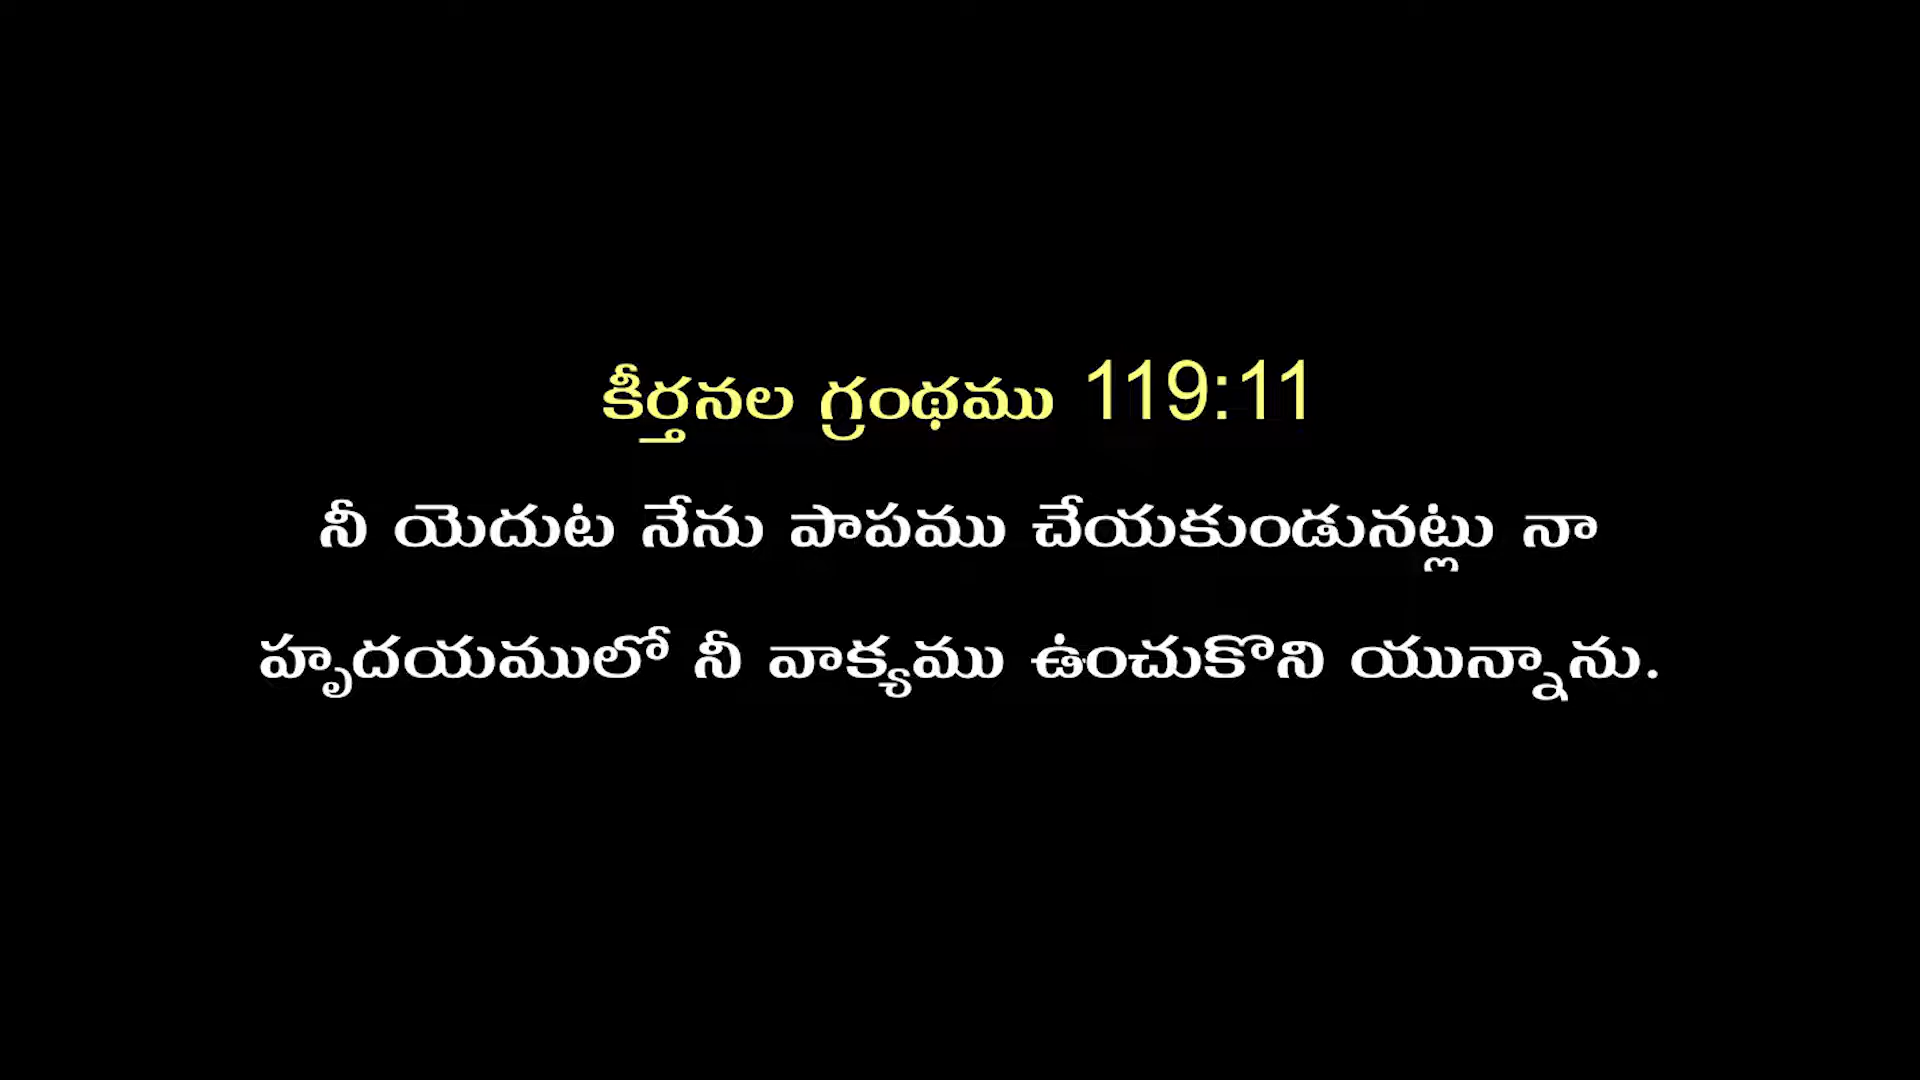 కీర్తనల గ్రంథము 119:11
నీ యెదుట నేను పాపము చేయకుండునట్లు నా
హృదయములో నీ వాక్యము ఉంచుకొని యున్నాను.